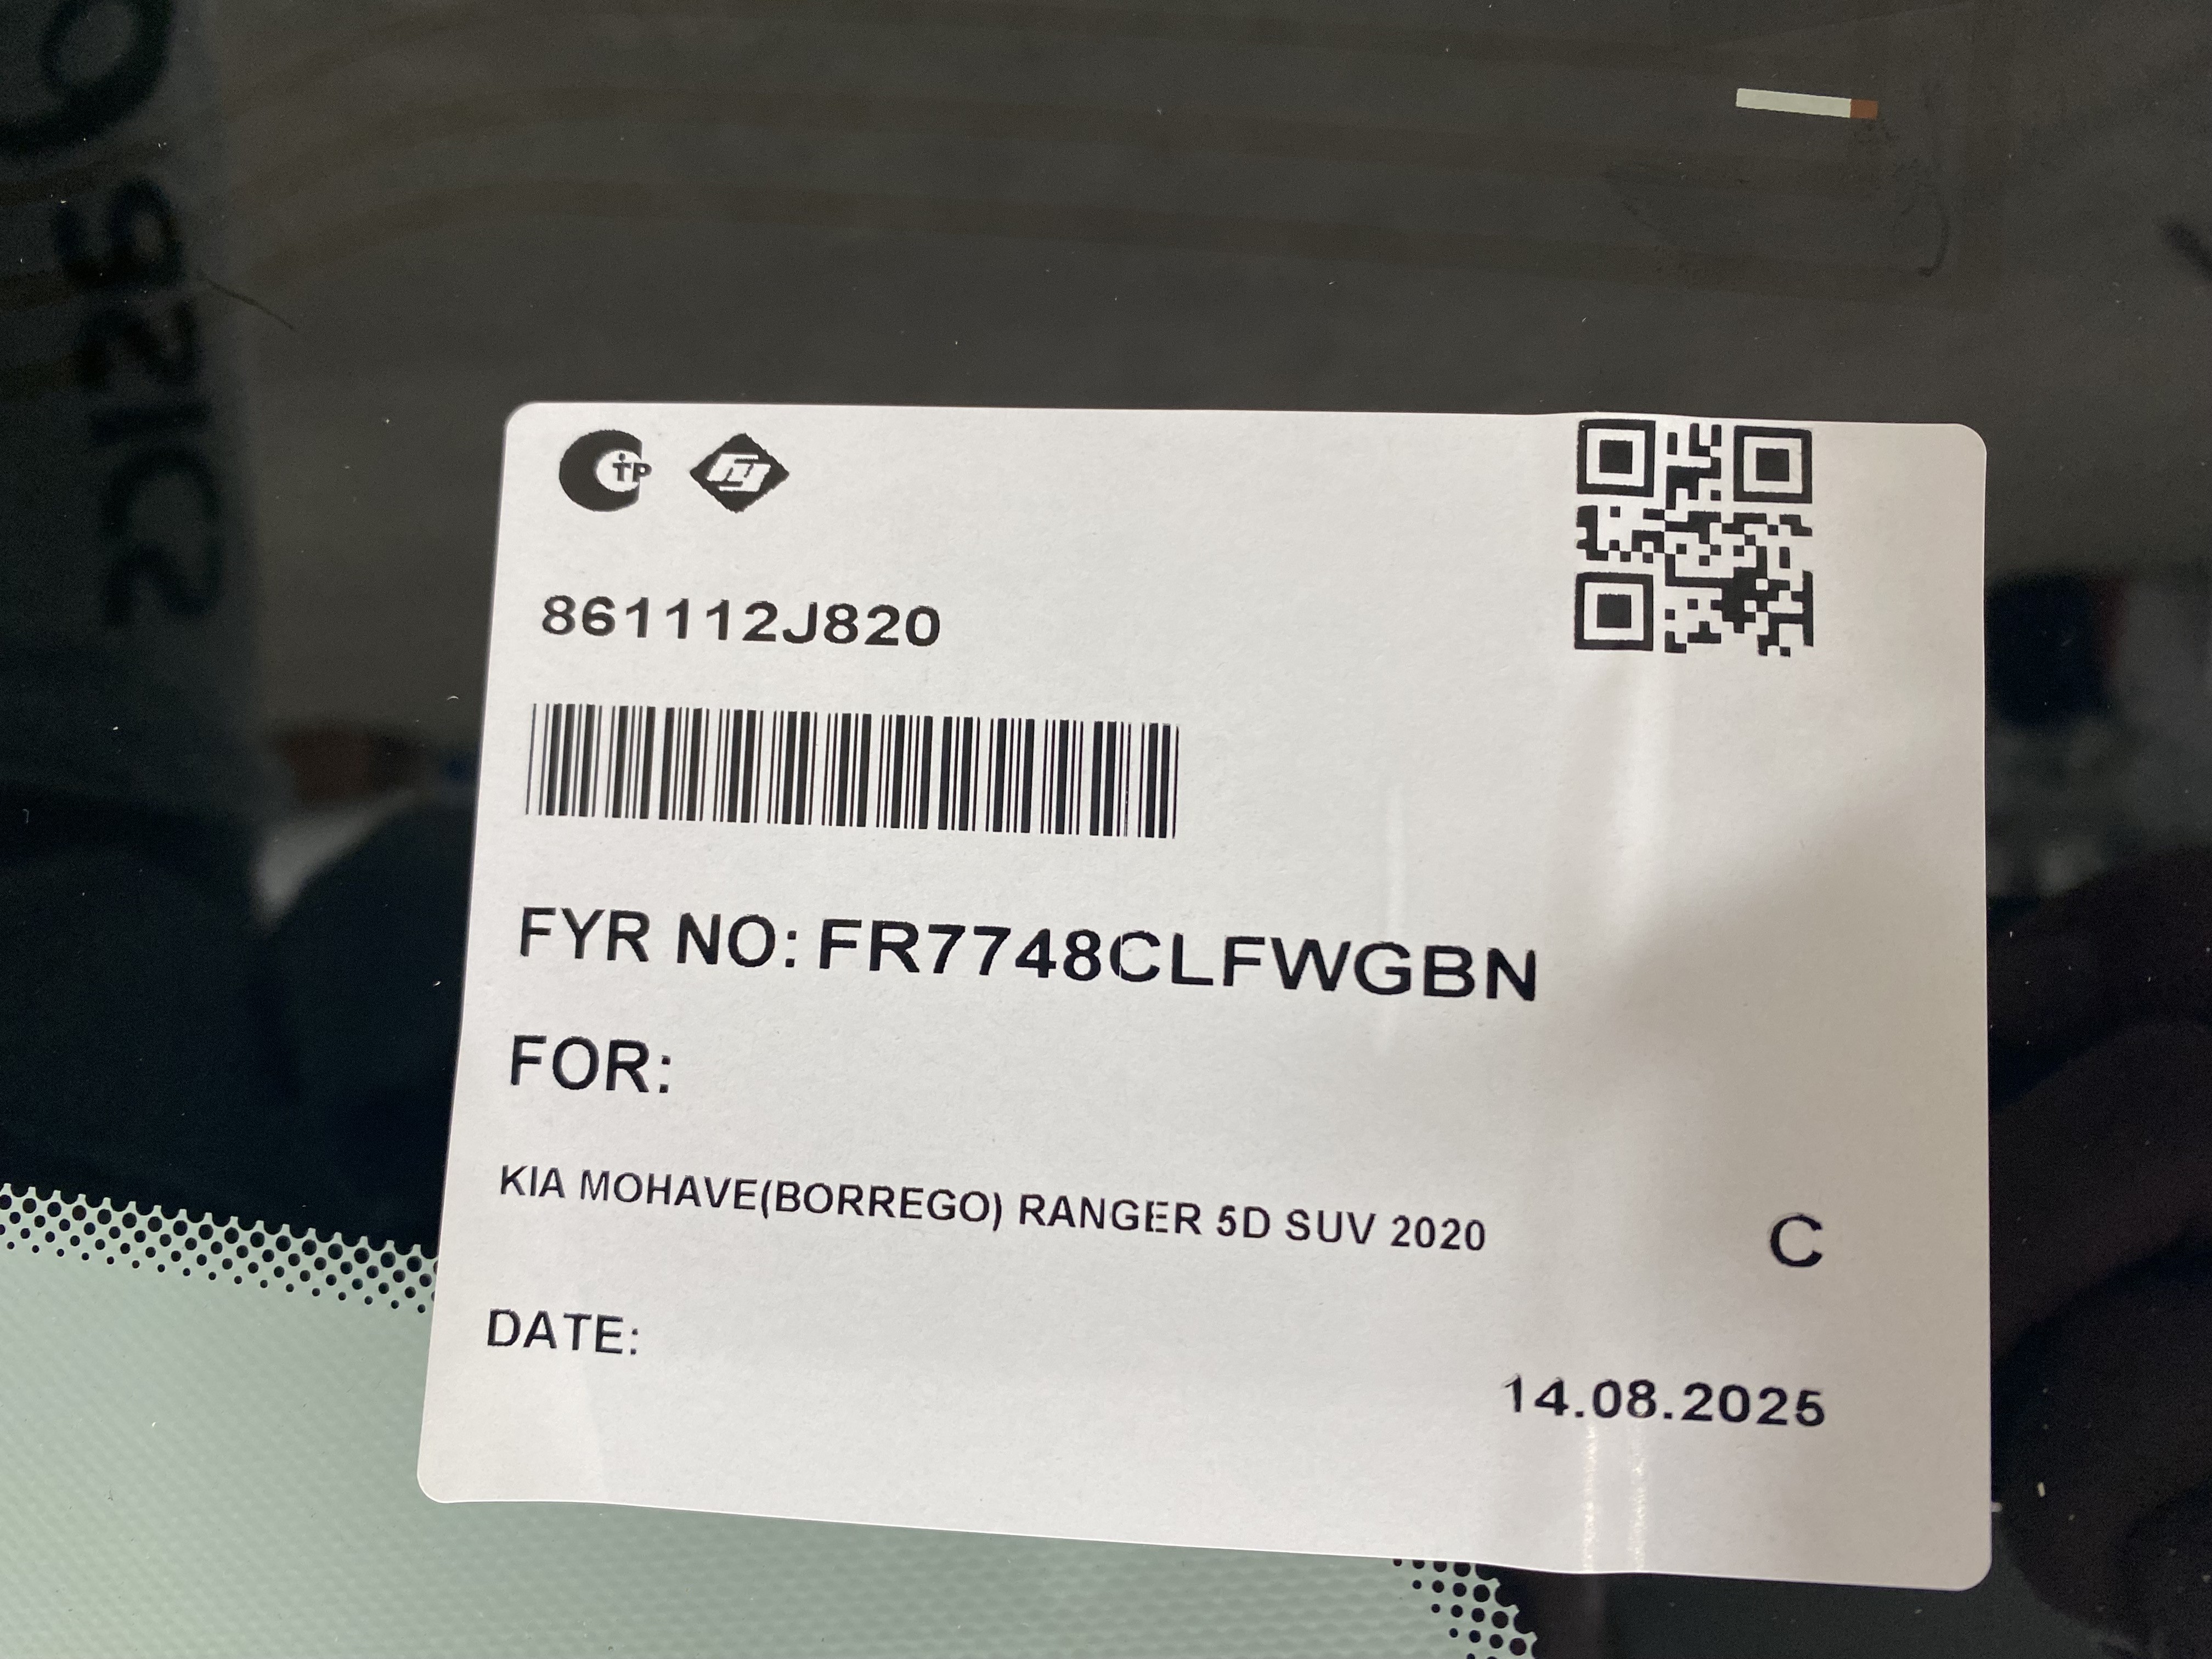 861112J820
FYR NO: FR7748CLFWGBN
FOR:
KIA MOHAVE(BORREGO) RANGER 5D SUV 2020
C
DATE:
14.08.2025